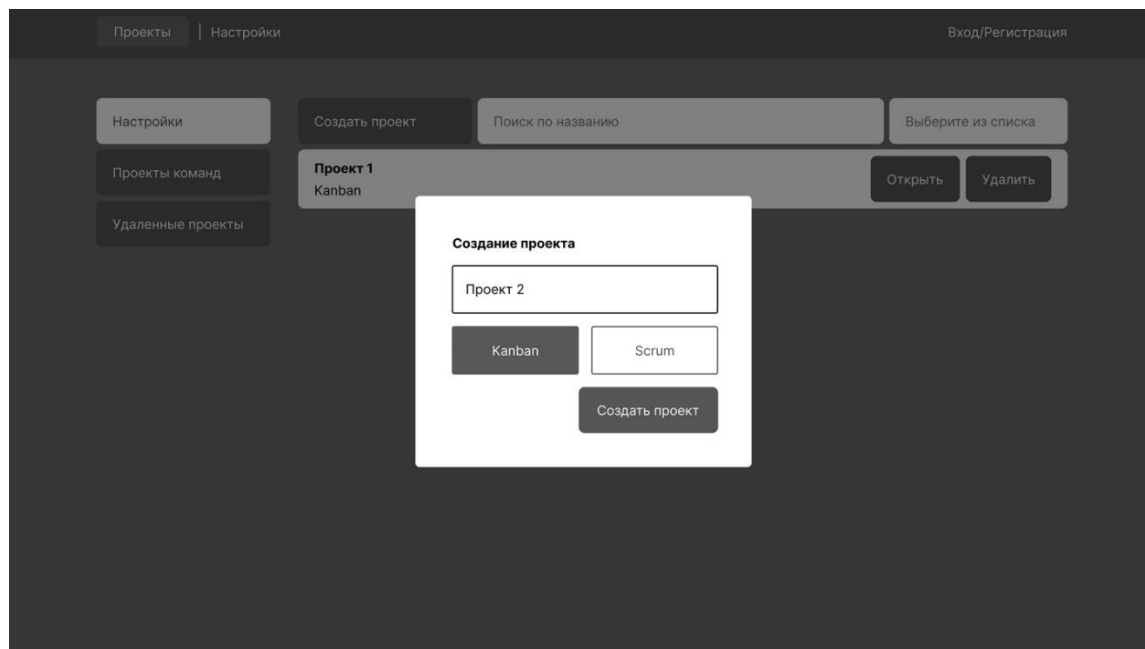 Проекты | Настройки
Вход/Регистрация
Настройки
Создать проект
Поиск по названию
Выберите из списка
Проекты команд
Проект 1
Kanban
Открыть
Удалить
Удаленные проекты
Создание проекта
Проект 2
Kanban
Scrum
Создать проект